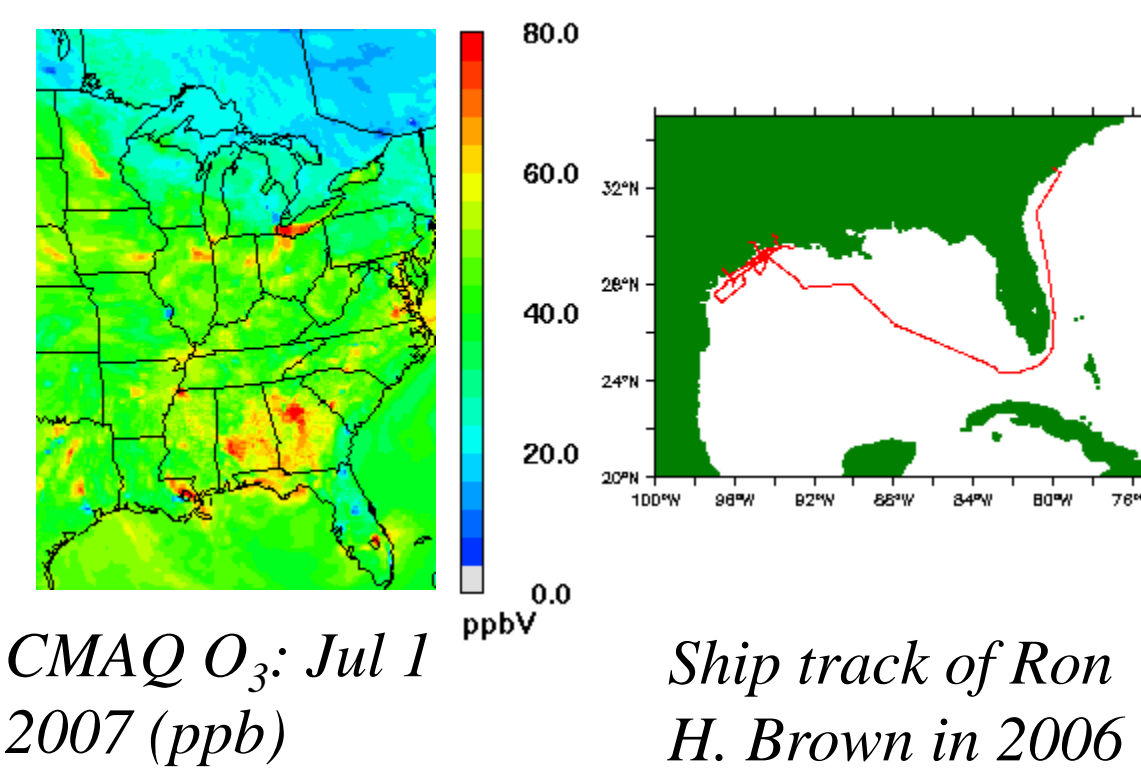 80.0
60.0
40.0
20.0
0.0
ppbV
32°N
28°N
24°N
20°N
100°W 96°W 92°W 88°W 84°W 80°W 76°
CMAQ O₃: Jul 1
2007 (ppb)
Ship track of Ron
H. Brown in 2006